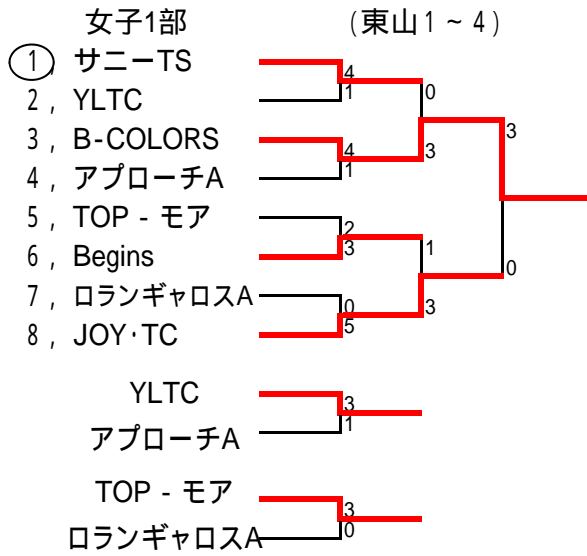 女子1部 (東山1~4)
1, サニーTS
4
1
0
2, YLTC
3, B-COLORS
4
1
3
3
4, アプローチA
5, TOP - モア
2
3
1
0
6, Begins
7, ロランギャロスA
0
5
3
8, JOY・TC
YLTC
3
1
アプローチA
TOP - モア
3
0
ロランギャロスA